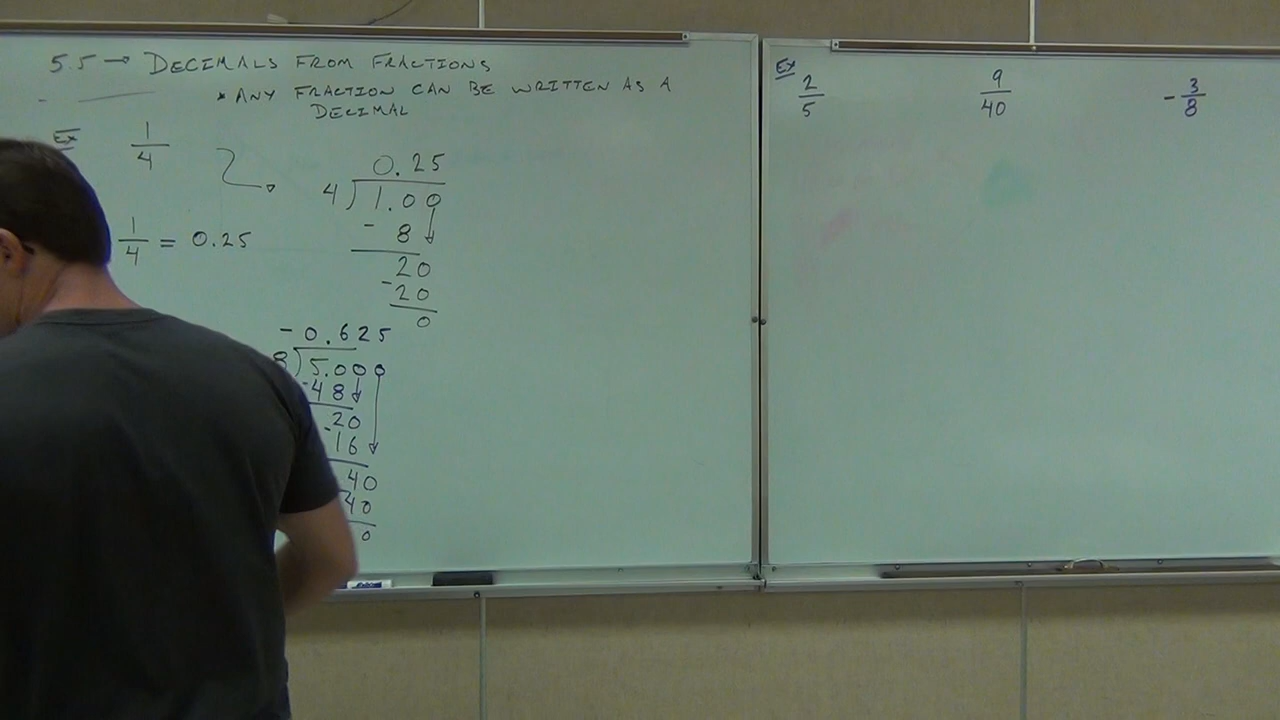 5.5 → DECIMALS FROM FRACTIONS
* ANY FRACTION CAN BE WRITTEN AS A
DECIMAL
Ex 1/4
0.25
4)1.00
- 8
20
-20
0
1/4 = 0.25
-0.625
8)5.000
-48
20
-16
40
40
0
Ex 2/5 9/40 -3/8